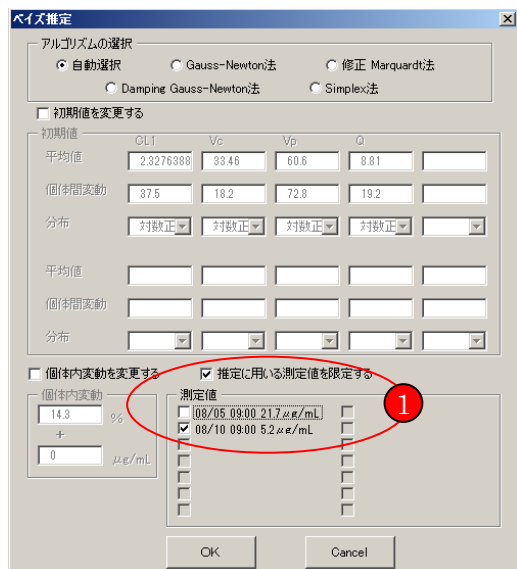 ベイズ推定
アルゴリズムの選択
自動選択 Gauss-Newton法 修正 Marquardt法
Damping Gauss-Newton法 Simplex法
初期値を変更する
初期値
CL1 Vc Vp Q
平均値 2.3276388 33.46 60.6 8.81
個体間変動 37.5 18.2 72.8 19.2
分布 対数正 対数正 対数正 対数正
平均値
個体間変動
分布
個体内変動を変更する 推定に用いる測定値を限定する
個体内変動 測定値
1
14.3 % 08/05 09:00 21.7μg/mL
+ 08/10 09:00 5.2μg/mL
0 μg/mL
OK Cancel